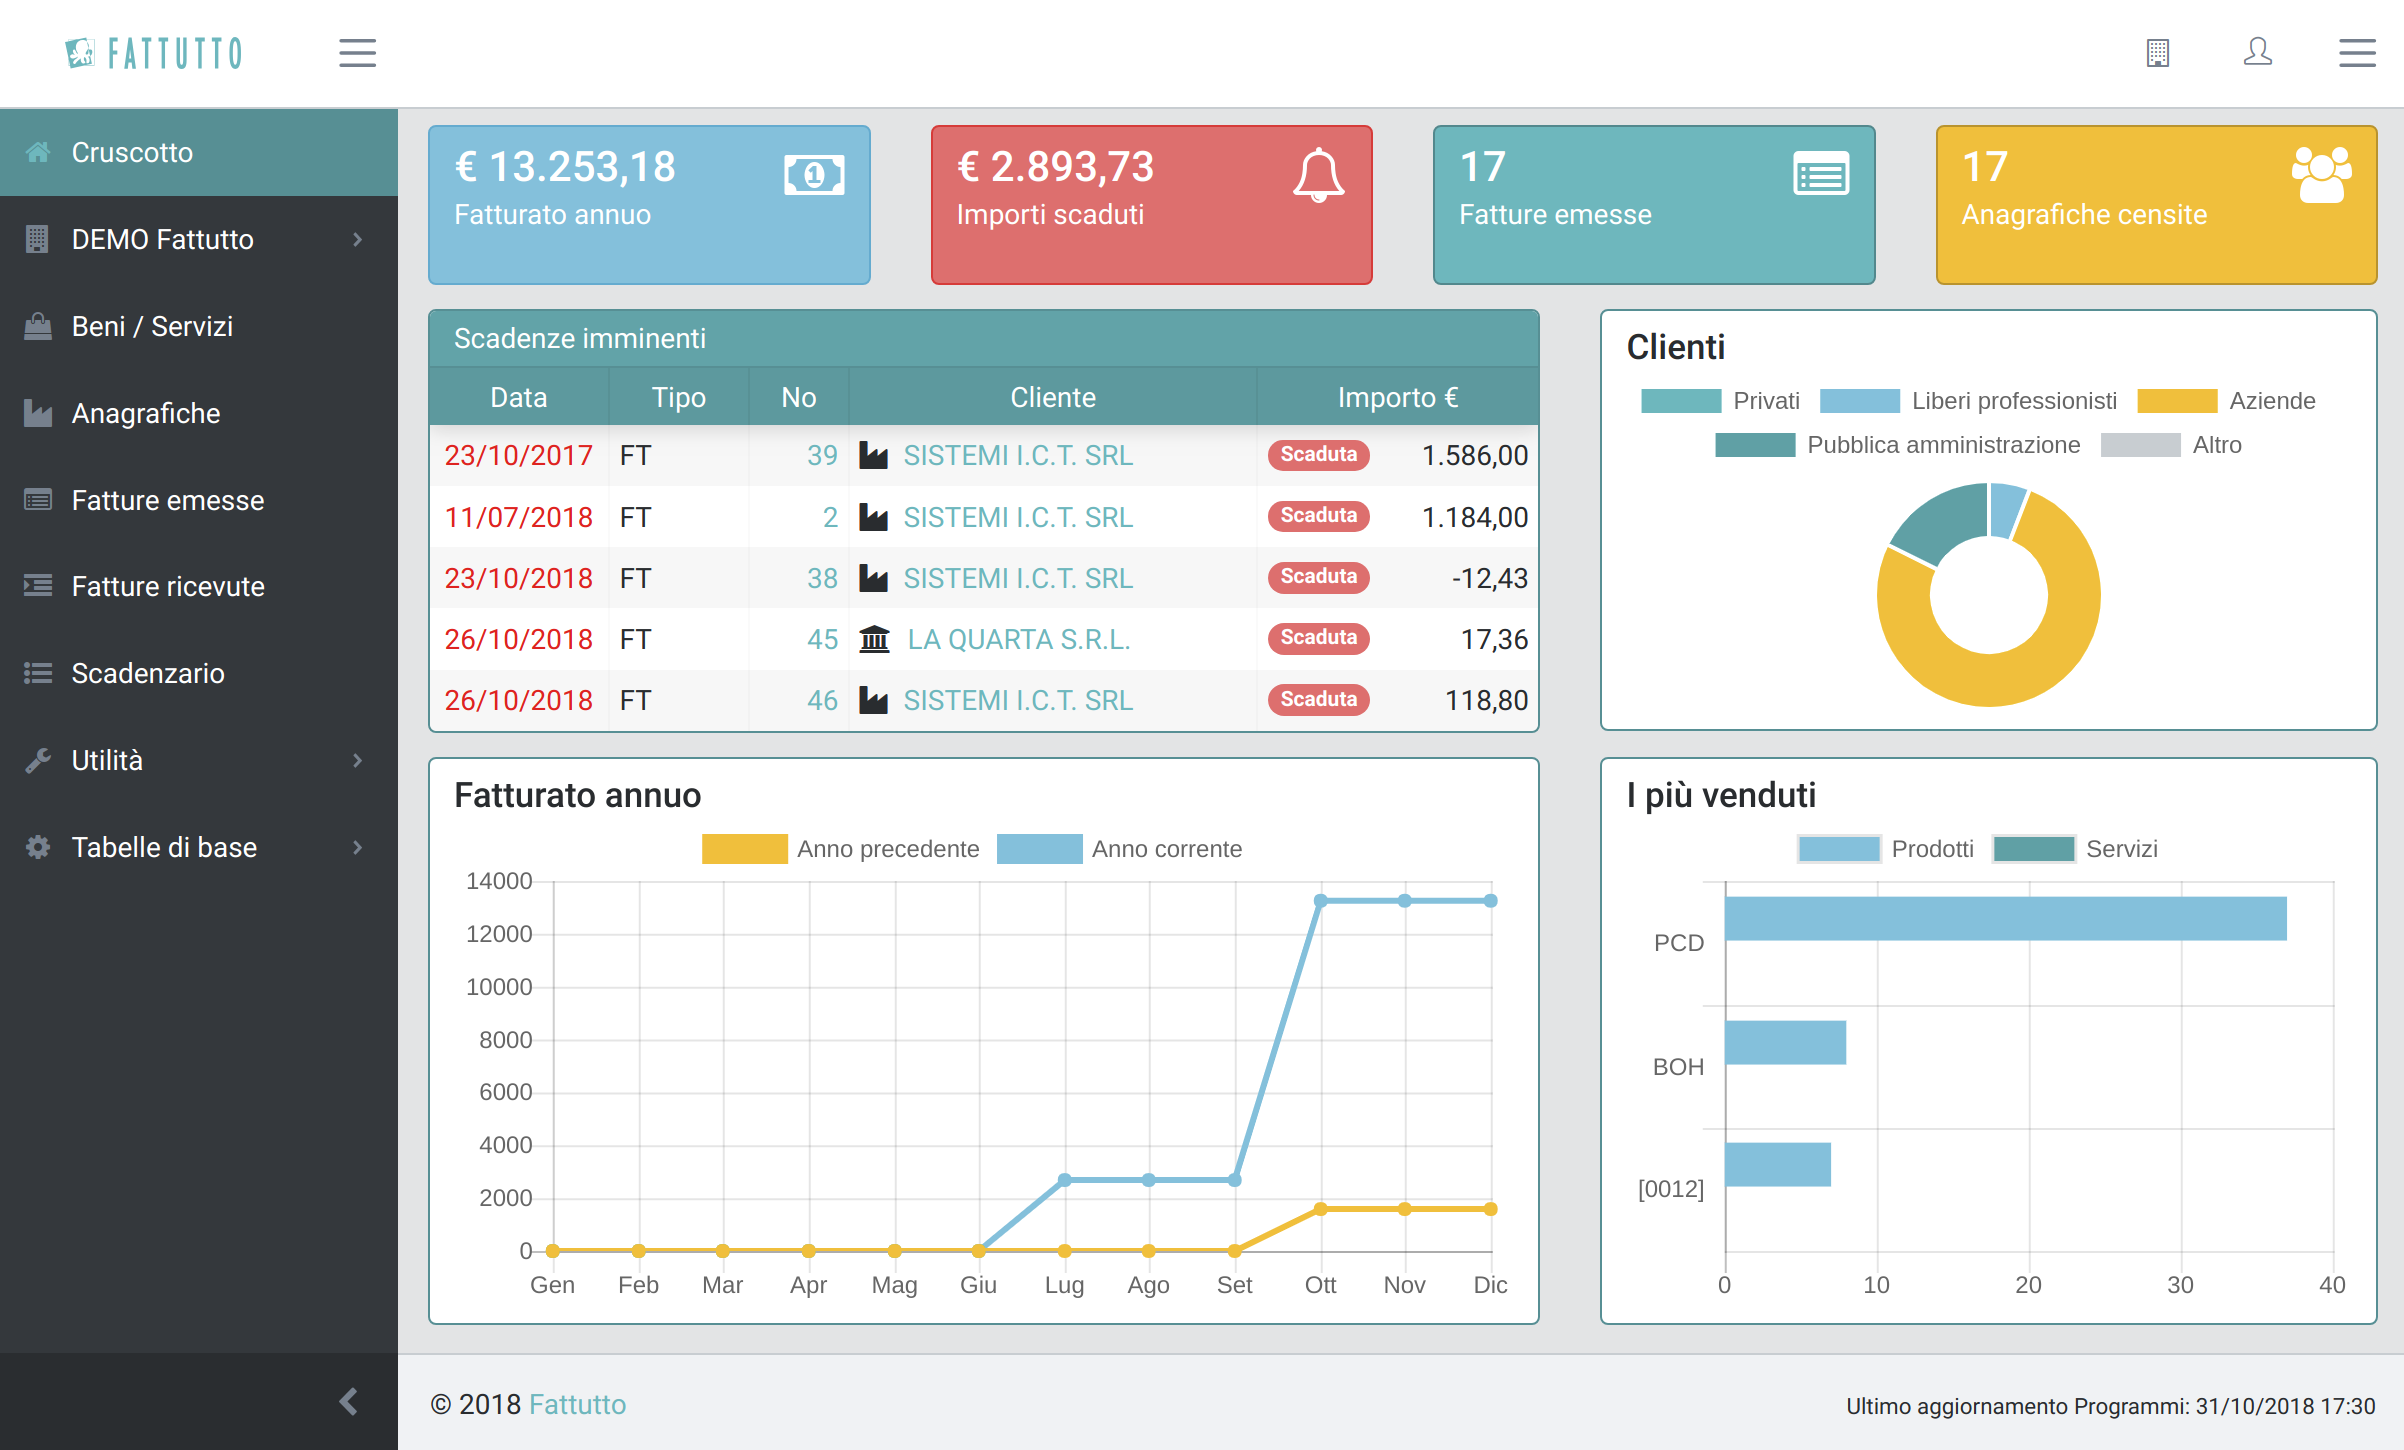 FATTUTTO
Cruscotto
DEMO Fattutto
Beni / Servizi
Anagrafiche
Fatture emesse
Fatture ricevute
Scadenzario
Utilità
Tabelle di base
€ 13.253,18
Fatturato annuo
1
€ 2.893,73
Importi scaduti
17
Fatture emesse
17
Anagrafiche censite
Scadenze imminenti
Data Tipo No Cliente Importo €
23/10/2017 FT 39 SISTEMI I.C.T. SRL Scaduta 1.586,00
11/07/2018 FT 2 SISTEMI I.C.T. SRL Scaduta 1.184,00
23/10/2018 FT 38 SISTEMI I.C.T. SRL Scaduta -12,43
26/10/2018 FT 45 LA QUARTA S.R.L. Scaduta 17,36
26/10/2018 FT 46 SISTEMI I.C.T. SRL Scaduta 118,80
Clienti
Privati Liberi professionisti Aziende
Pubblica amministrazione Altro
Fatturato annuo
Anno precedente Anno corrente
14000
12000
10000
8000
6000
4000
2000
0
Gen Feb Mar Apr Mag Giu Lug Ago Set Ott Nov Dic
I più venduti
Prodotti Servizi
PCD
BOH
[0012]
0 10 20 30 40
© 2018 Fattutto
Ultimo aggiornamento Programmi: 31/10/2018 17:30